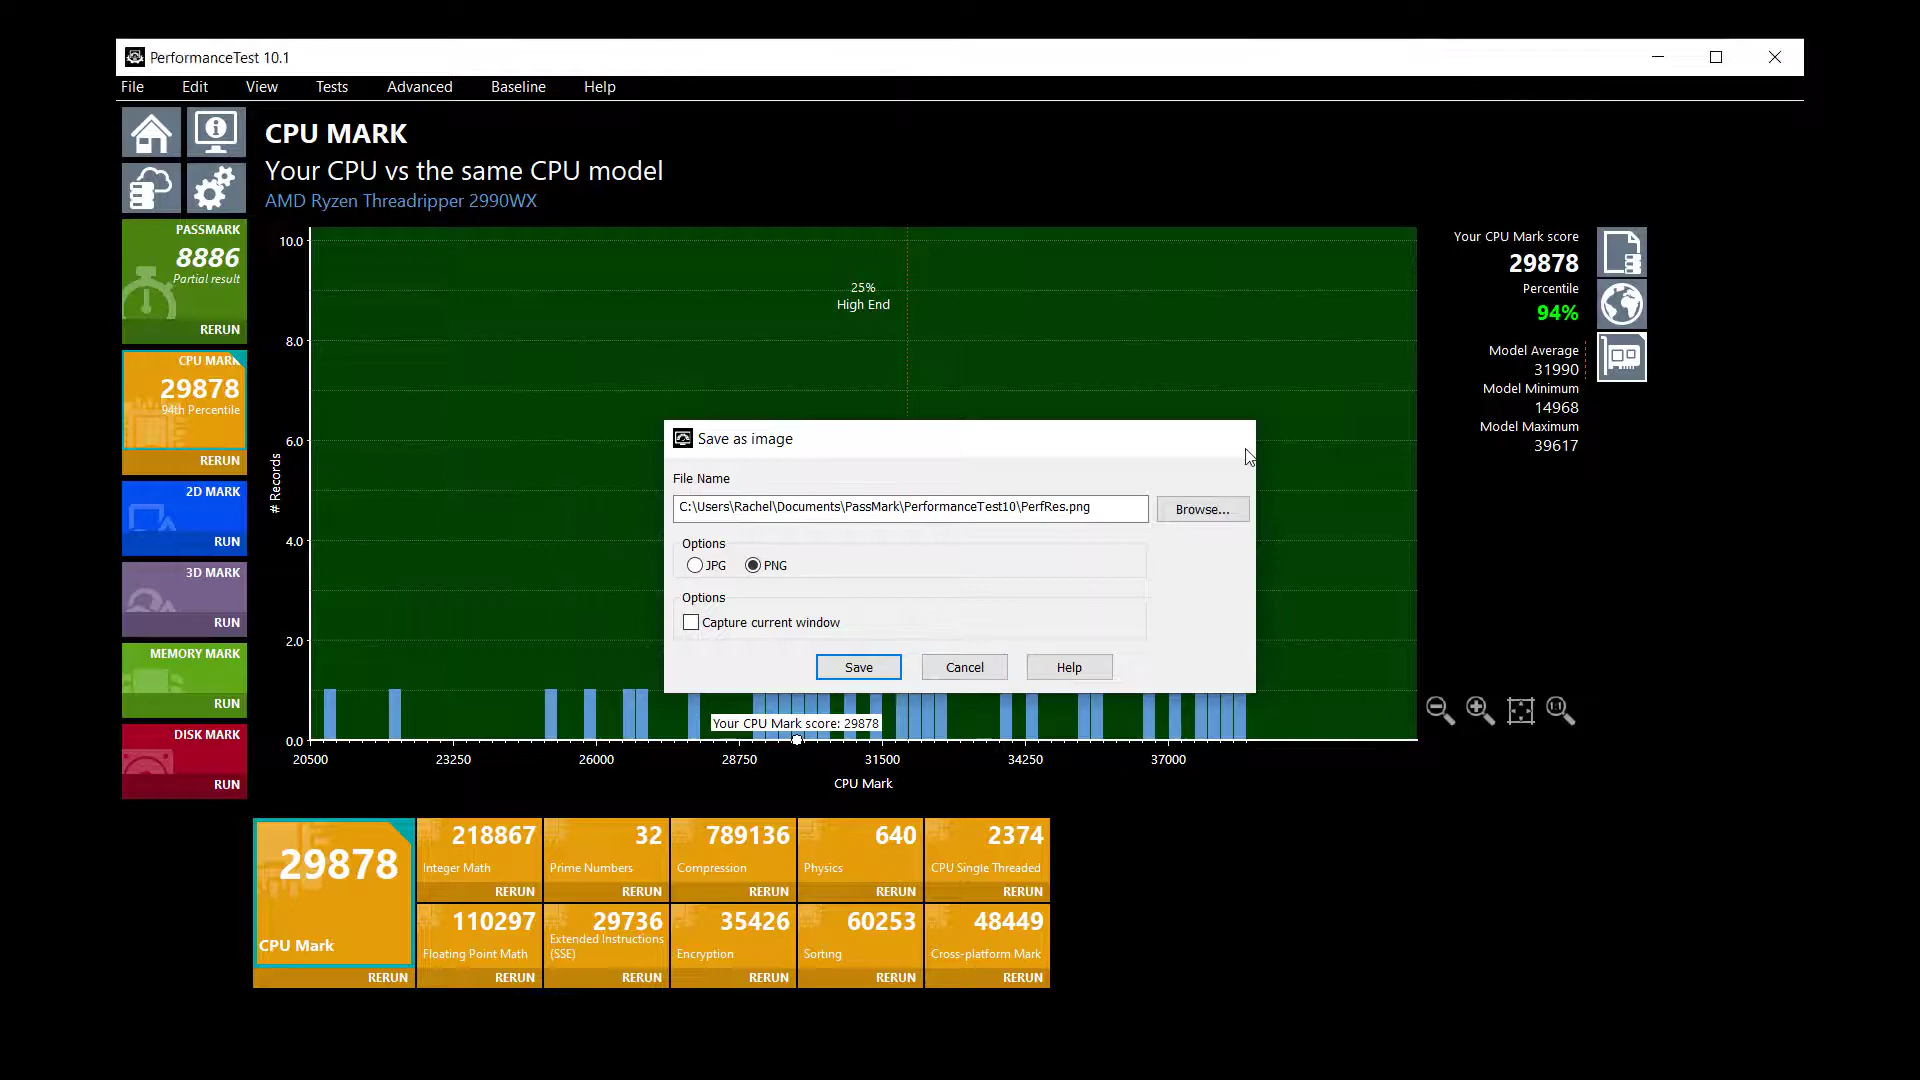 PerformanceTest 10.1
File Edit View Tests Advanced Baseline Help
CPU MARK
Your CPU vs the same CPU model
AMD Ryzen Threadripper 2990WX
PASSMARK
8886
Partial result
RERUN
CPU MARK
29878
94th Percentile
RERUN
2D MARK
RUN
3D MARK
RUN
MEMORY MARK
RUN
DISK MARK
RUN
# Records
10.0
8.0
6.0
4.0
2.0
0.0
25%
High End
Save as image
File Name
C:\Users\Rachel\Documents\PassMark\PerformanceTest10\PerfRes.png
Browse...
Options
JPG PNG
Options
Capture current window
Save Cancel Help
Your CPU Mark score: 29878
20500 23250 26000 28750 31500 34250 37000
CPU Mark
Your CPU Mark score
29878
Percentile
94%
Model Average
31990
Model Minimum
14968
Model Maximum
39617
1:1
29878
CPU Mark
RERUN
218867
Integer Math
RERUN
32
Prime Numbers
RERUN
789136
Compression
RERUN
640
Physics
RERUN
2374
CPU Single Threaded
RERUN
110297
Floating Point Math
RERUN
29736
Extended Instructions
(SSE)
RERUN
35426
Encryption
RERUN
60253
Sorting
RERUN
48449
Cross-platform Mark
RERUN